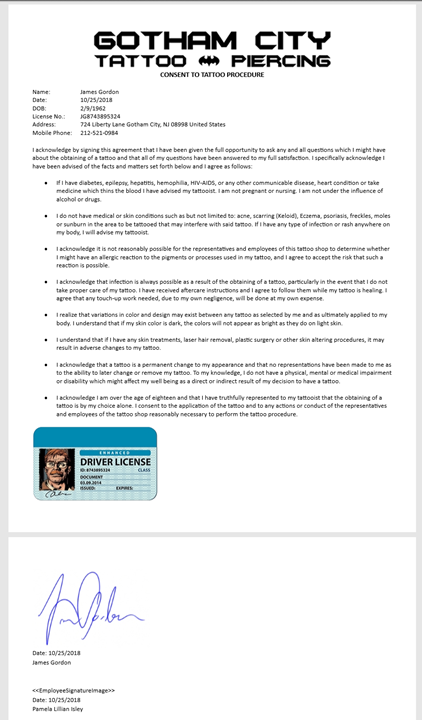 GOTHAM CITY
TATTOO PIERCING
CONSENT TO TATTOO PROCEDURE
Name: James Gordon
Date: 10/25/2018
DOB: 2/9/1962
License No.: JG8743895324
Address: 724 Liberty Lane Gotham City, NJ 08998 United States
Mobile Phone: 212-521-0984
I acknowledge by signing this agreement that I have been given the full opportunity to ask any and all questions which I might have
about the obtaining of a tattoo and that all of my questions have been answered to my full satisfaction. I specifically acknowledge I
have been advised of the facts and matters set forth below and I agree as follows:
• If I have diabetes, epilepsy, hepatitis, hemophilia, HIV-AIDS, or any other communicable disease, heart condition or take
medicine which thins the blood I have advised my tattooist. I am not pregnant or nursing. I am not under the influence of
alcohol or drugs.
• I do not have medical or skin conditions such as but not limited to: acne, scarring (Keloid), Eczema, psoriasis, freckles, moles
or sunburn in the area to be tattooed that may interfere with said tattoo. If I have any type of infection or rash anywhere on
my body, I will advise my tattooist.
• I acknowledge it is not reasonably possible for the representatives and employees of this tattoo shop to determine whether
I might have an allergic reaction to the pigments or processes used in my tattoo, and I agree to accept the risk that such a
reaction is possible.
• I acknowledge that infection is always possible as a result of the obtaining of a tattoo, particularly in the event that I do not
take proper care of my tattoo. I have received aftercare instructions and I agree to follow them while my tattoo is healing. I
agree that any touch-up work needed, due to my own negligence, will be done at my own expense.
• I realize that variations in color and design may exist between any tattoo as selected by me and as ultimately applied to my
body. I understand that if my skin color is dark, the colors will not appear as bright as they do on light skin.
• I understand that if I have any skin treatments, laser hair removal, plastic surgery or other skin altering procedures, it may
result in adverse changes to my tattoo.
• I acknowledge that a tattoo is a permanent change to my appearance and that no representations have been made to me as
to the ability to later change or remove my tattoo. To my knowledge, I do not have a physical, mental or medical impairment
or disability which might affect my well being as a direct or indirect result of my decision to have a tattoo.
• I acknowledge I am over the age of eighteen and that I have truthfully represented to my tattooist that the obtaining of a
tattoo is by my choice alone. I consent to the application of the tattoo and to any actions or conduct of the representatives
and employees of the tattoo shop reasonably necessary to perform the tattoo procedure.
ENHANCED
DRIVER LICENSE
ID: 8743895324 CLASS
DOCUMENT
03.09.2014
ISSUED: EXPIRES:
Date: 10/25/2018
James Gordon
<<EmployeeSignatureImage>>
Date: 10/25/2018
Pamela Lillian Isley